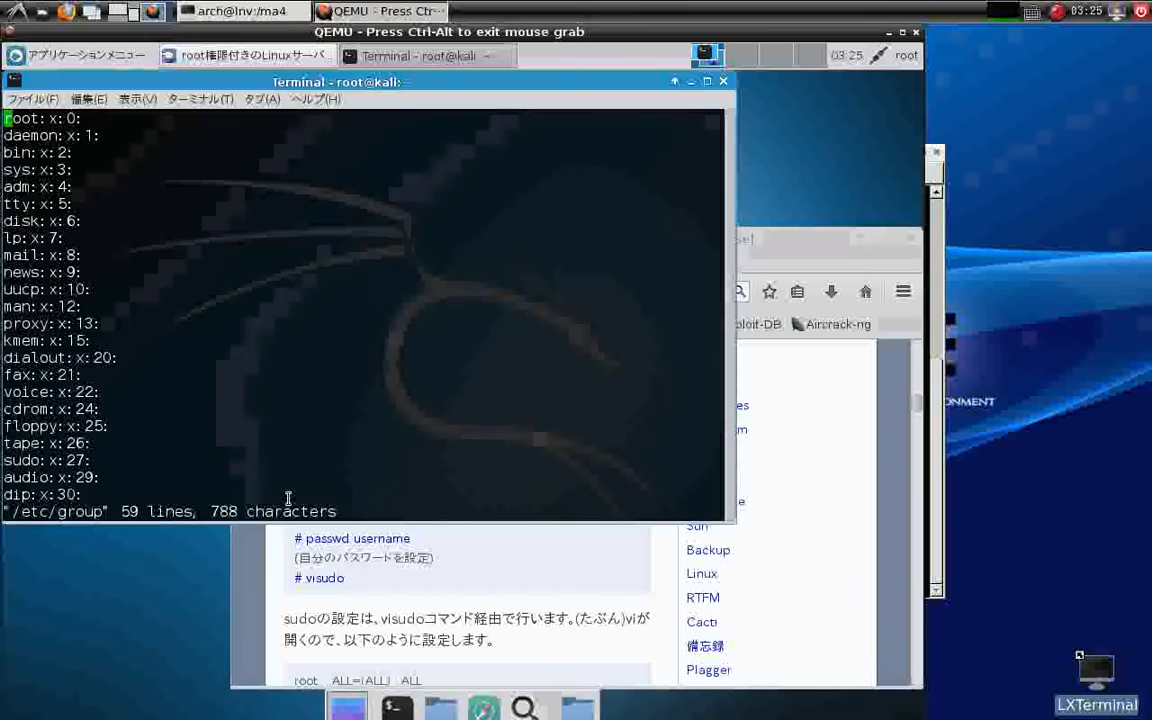 arch@lnv:/ma4
QEMU - Press Ctr...
03:25
QEMU - Press Ctrl-Alt to exit mouse grab
アプリケーションメニュー
root権限付きのLinuxサーバ
Terminal - root@kali: ~
03:25
root
Terminal - root@kali: ~
ファイル(F) 編集(E) 表示(V) ターミナル(T) タブ(A) ヘルプ(H)
root:x:0:
daemon:x:1:
bin:x:2:
sys:x:3:
adm:x:4:
tty:x:5:
disk:x:6:
lp:x:7:
mail:x:8:
news:x:9:
uucp:x:10:
man:x:12:
proxy:x:13:
kmem:x:15:
dialout:x:20:
fax:x:21:
voice:x:22:
cdrom:x:24:
floppy:x:25:
tape:x:26:
sudo:x:27:
audio:x:29:
dip:x:30:
"/etc/group" 59 lines, 788 characters
ploit-DB
Aircrack-ng
ONMENT
# passwd username
(自分のパスワードを設定)
# visudo
sudoの設定は、visudoコマンド経由で行います。(たぶん)viが
開くので、以下のように設定します。
root ALL=(ALL) ALL
es
m
e
Sun
Backup
Linux
RTFM
Cacti
備忘録
Plagger
LXTerminal